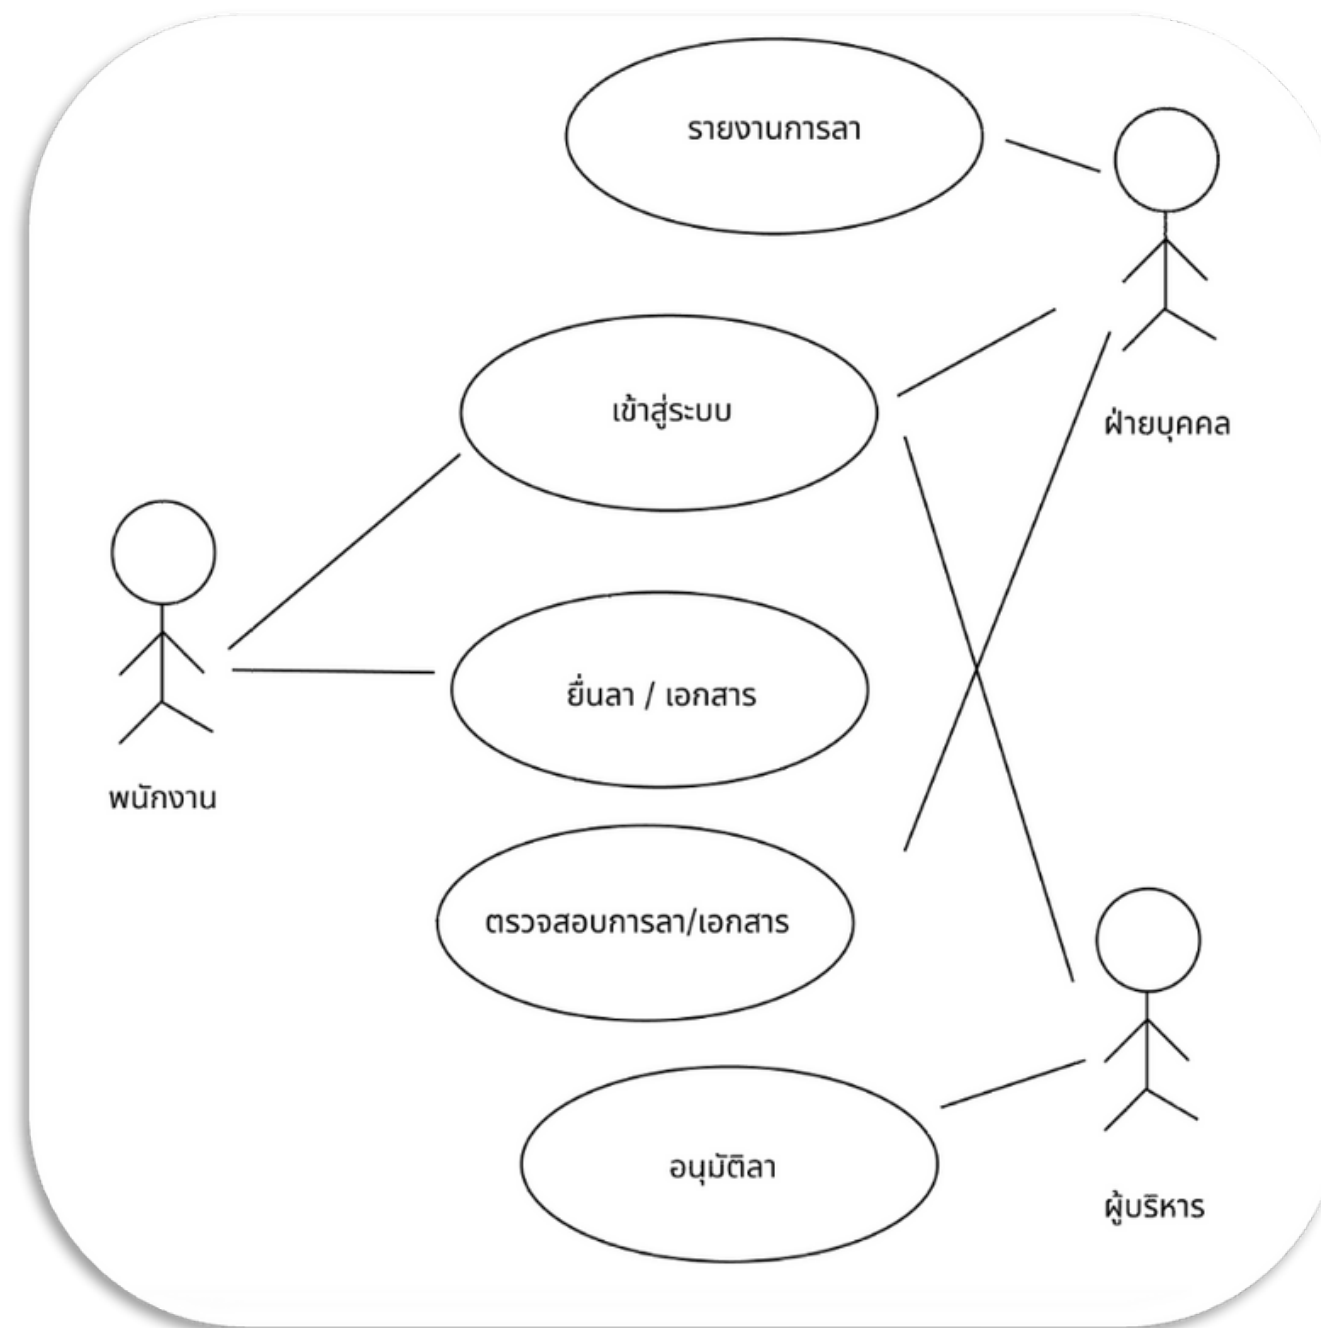 รายงานการลา
เข้าสู่ระบบ
ฝ่ายบุคคล
ยื่นลา / เอกสาร
พนักงาน
ตรวจสอบการลา/เอกสาร
อนุมัติลา
ผู้บริหาร